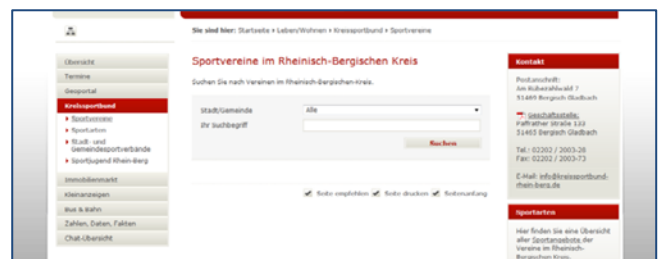 Sie sind hier: Startseite › Leben/Wohnen › Kreissportbund › Sportvereine
Übersicht
Termine
Geoportal
Kreissportbund
Sportvereine
Sportarten
Stadt- und
Gemeindesportverbände
Sportjugend Rhein-Berg
Immobilienmarkt
Kleinanzeigen
Bus & Bahn
Zahlen, Daten, Fakten
Chat-Übersicht
Sportvereine im Rheinisch-Bergischen Kreis
Suchen Sie nach Vereinen im Rheinisch-Bergischen-Kreis.
Stadt/Gemeinde Alle
Ihr Suchbegriff
Suchen
Seite empfehlen Seite drucken Seitenanfang
Kontakt
Postanschrift:
Am Rübezahlwald 7
51469 Bergisch Gladbach
Geschäftsstelle:
Paffrather Straße 133
51465 Bergisch Gladbach
Tel.: 02202 / 2003-28
Fax: 02202 / 2003-73
E-Mail: info@kreissportbund-
rhein-berg.de
Sportarten
Hier finden Sie eine Übersicht
aller Sportangebote der
Vereine im Rheinisch-
Bergischen Kreis.